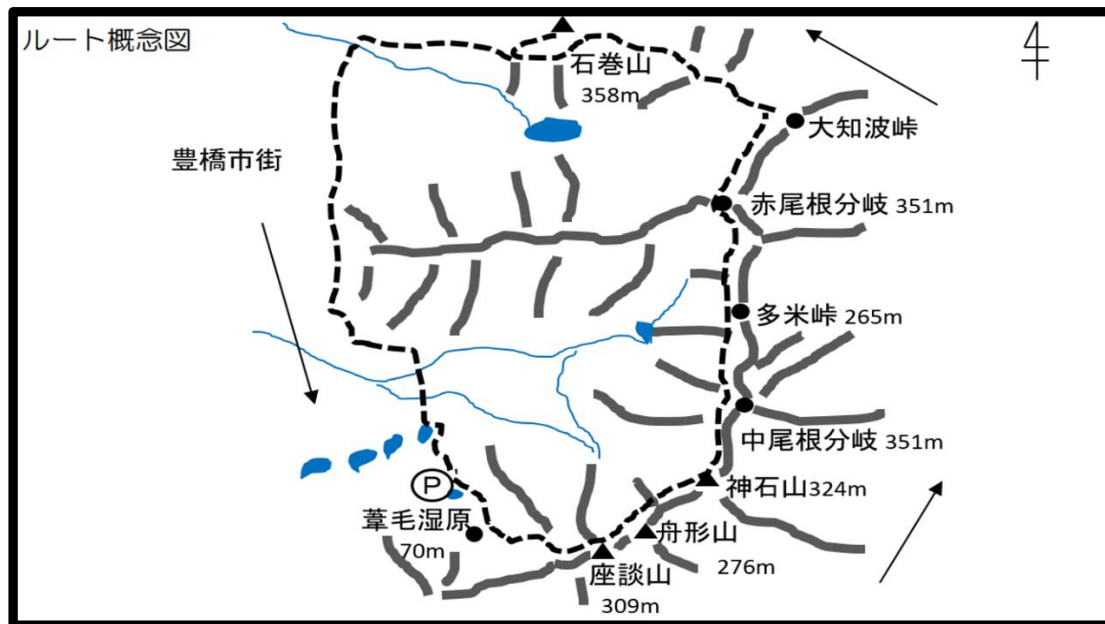 ルート概念図
石巻山
358m
大知波峠
豊橋市街
赤尾根分岐 351m
多米峠 265m
中尾根分岐 351m
神石山324m
P
葦毛湿原
70m
舟形山
276m
座談山
309m